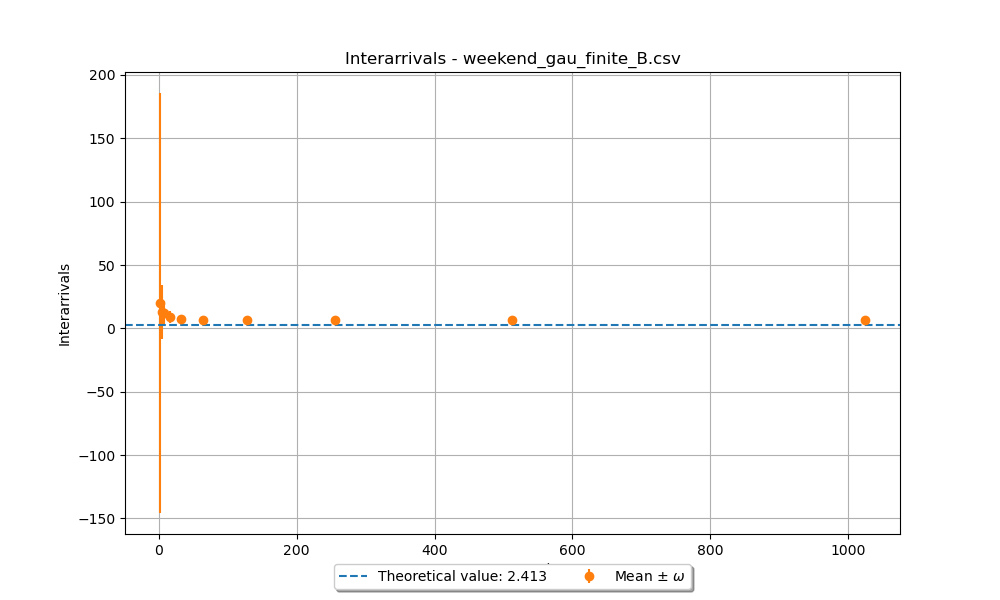 Interarrivals - weekend_gau_finite_B.csv
200
150
100
50
0
−50
−100
−150
Interarrivals
0 200 400 600 800 1000
Theoretical value: 2.413 Mean ± ω